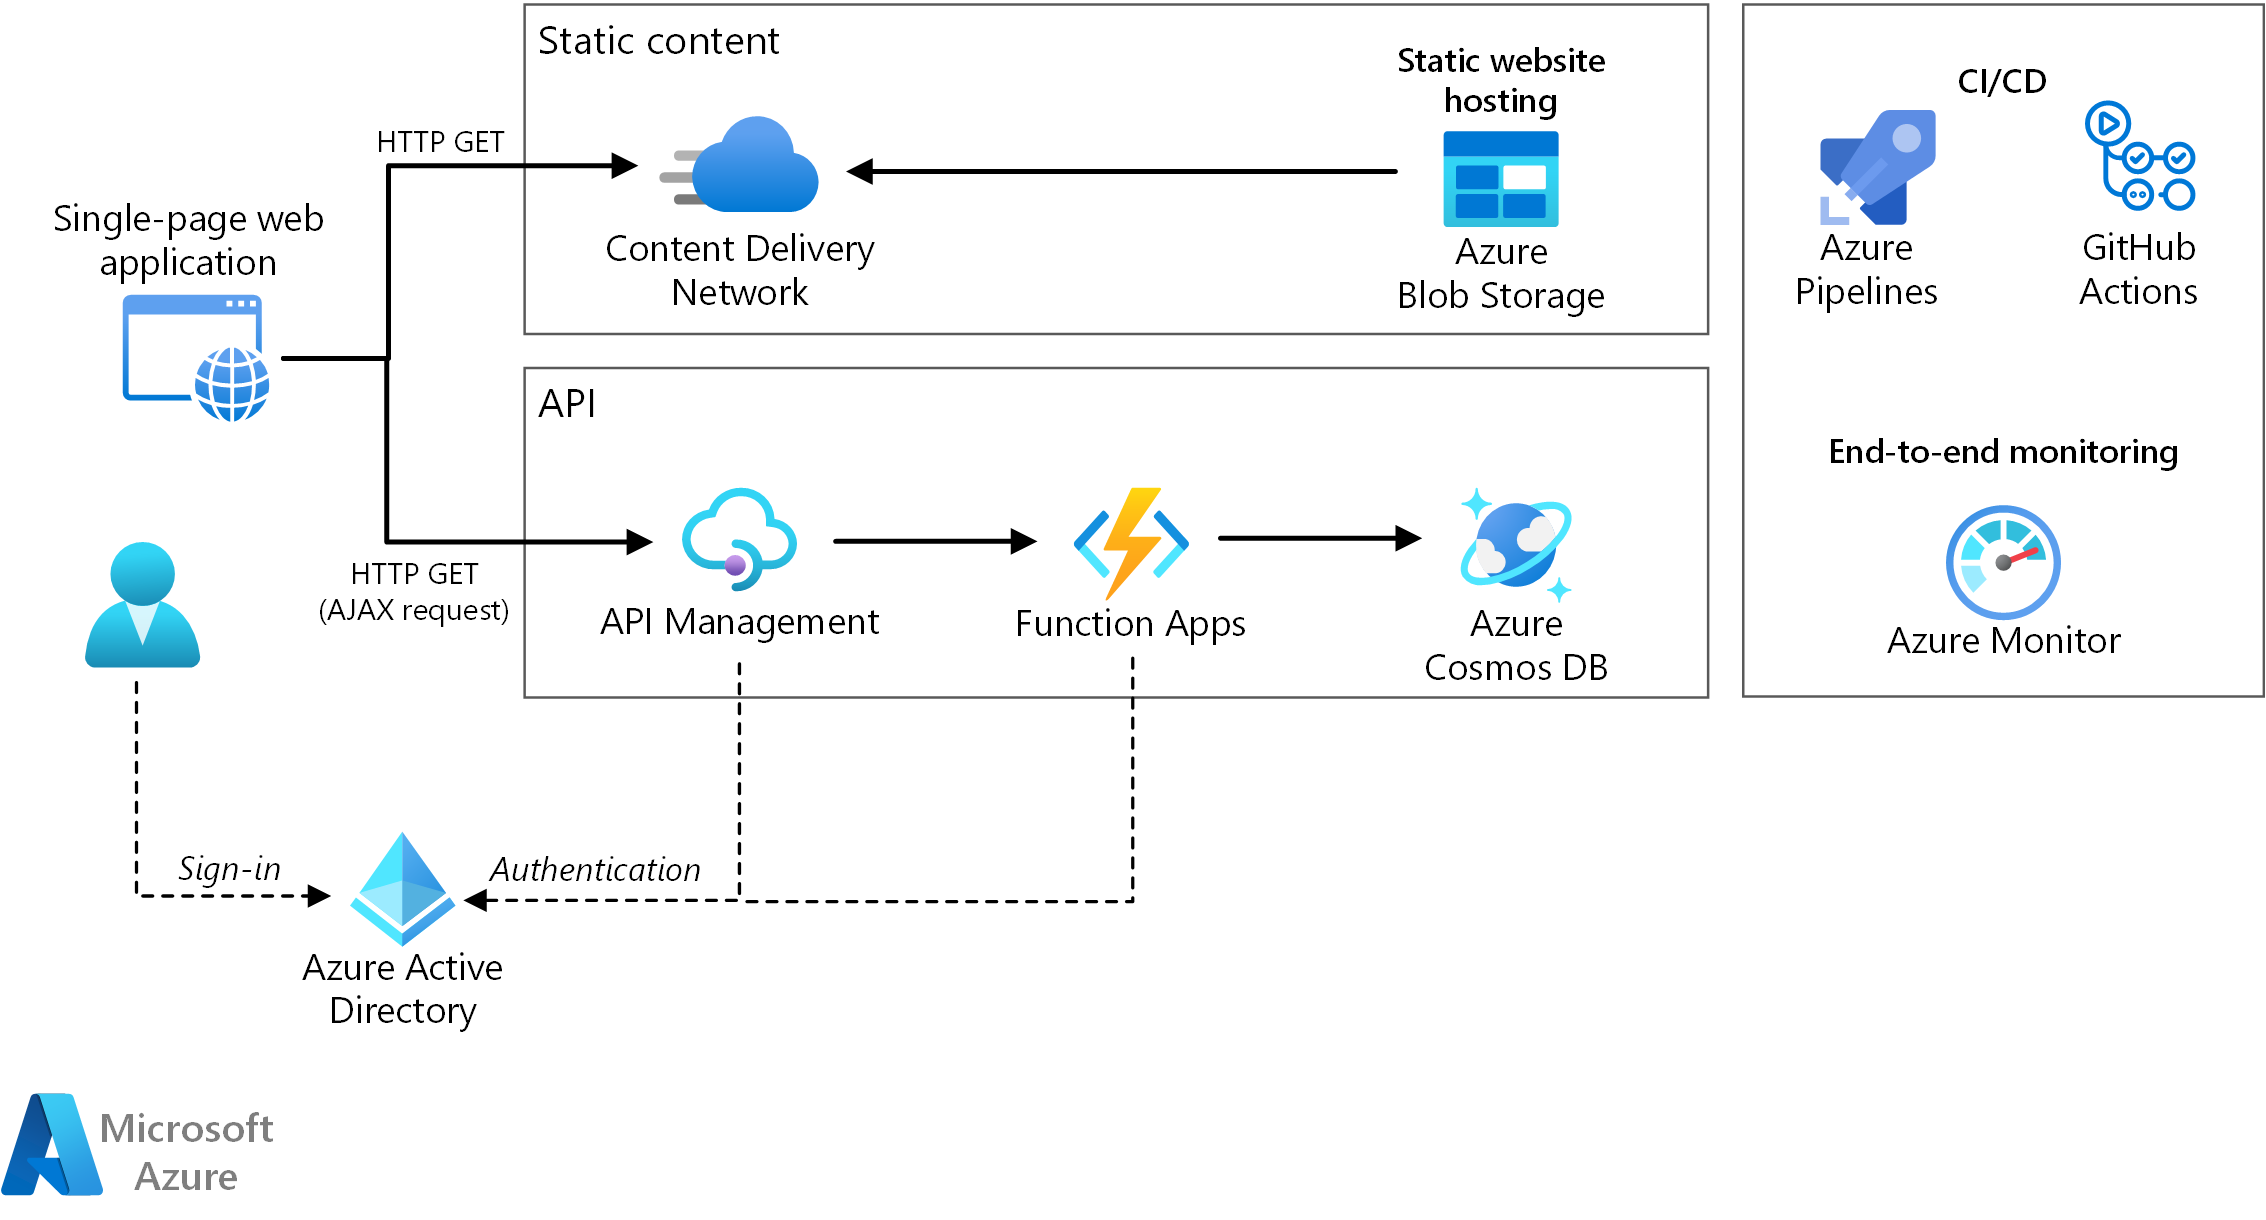 Static content
Static website
hosting
HTTP GET
Content Delivery
Network
Azure
Blob Storage
Single-page web
application
API
HTTP GET
(AJAX request)
API Management
Function Apps
Azure
Cosmos DB
CI/CD
Azure
Pipelines
GitHub
Actions
End-to-end monitoring
Azure Monitor
Sign-in
Authentication
Azure Active
Directory
Microsoft
Azure